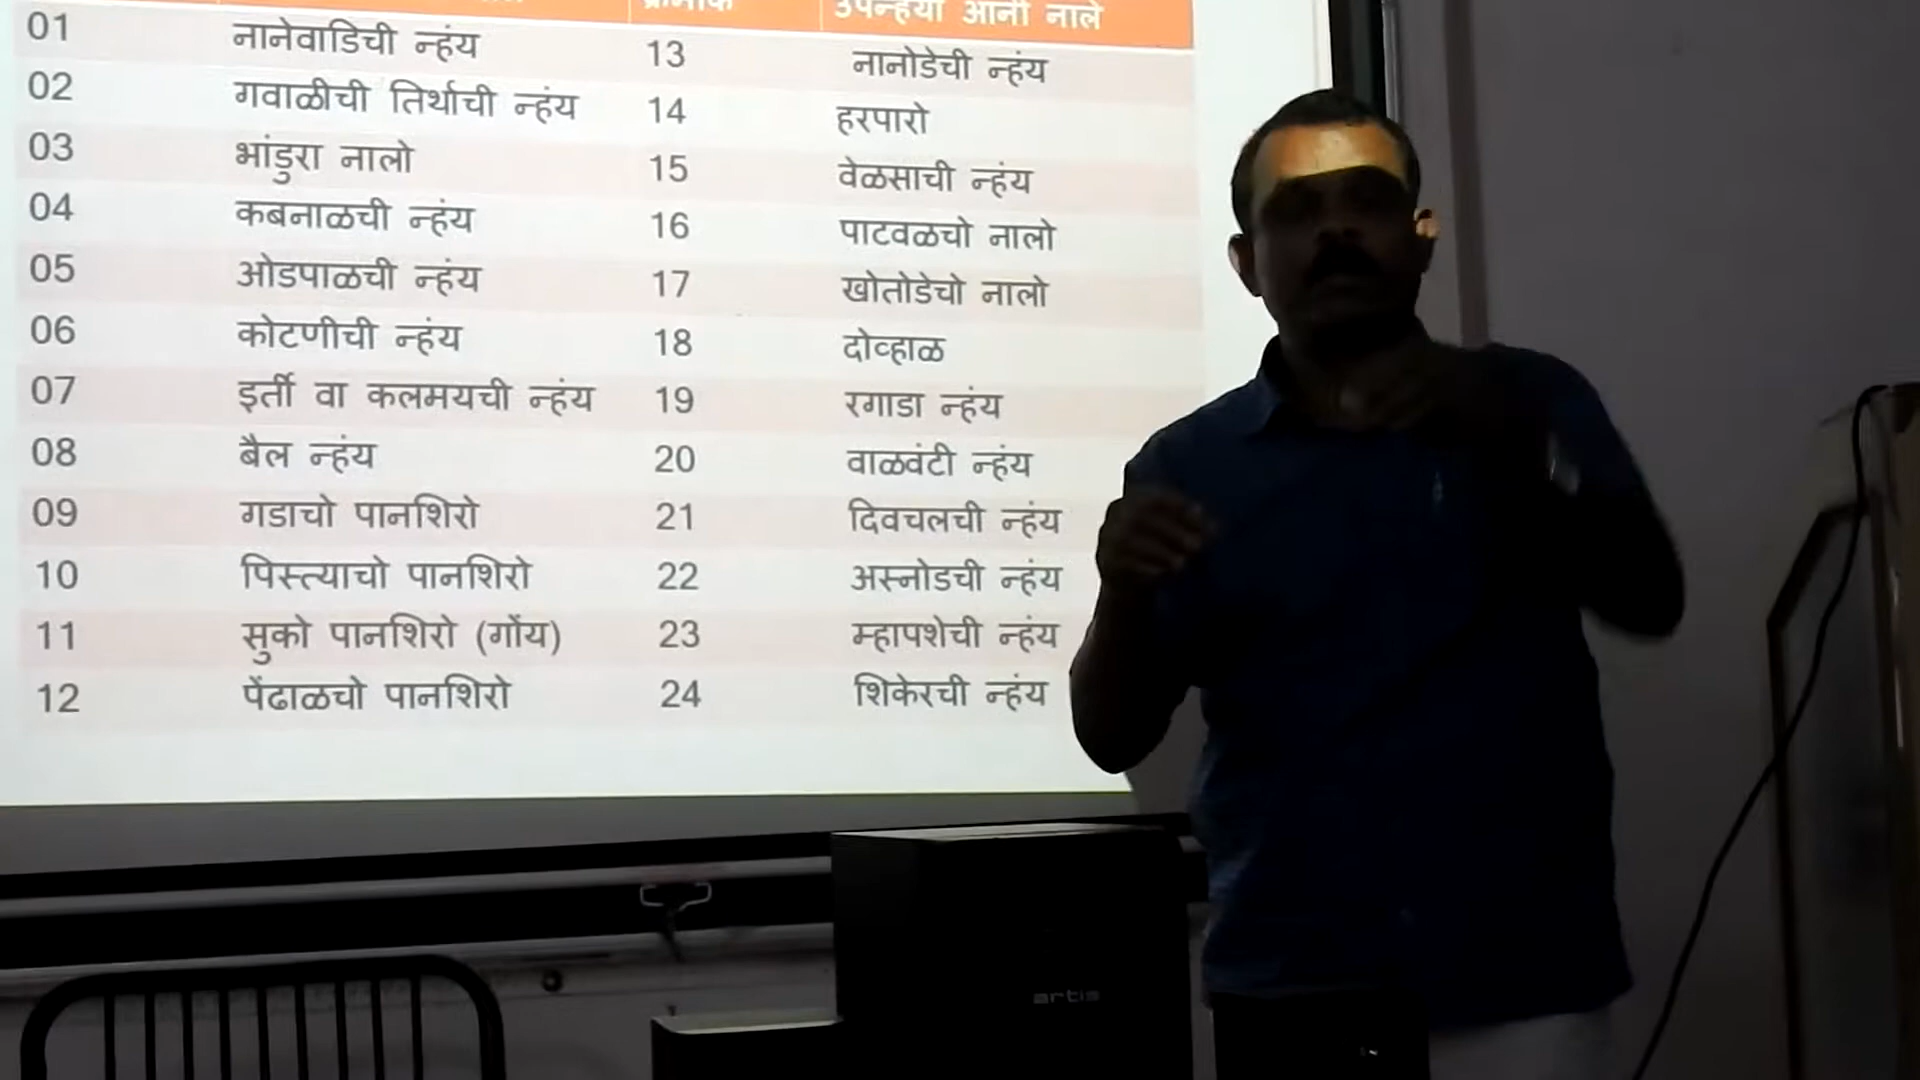 क्रमांक उपन्हंयो आनी नाले
01 नानेवाडिची न्हंय 13 नानोडेची न्हंय
02 गवाळीची तिर्थाची न्हंय 14 हरपारो
03 भांडुरा नालो 15 वेळसाची न्हंय
04 कबनाळची न्हंय 16 पाटवळचो नालो
05 ओडपाळची न्हंय 17 खोतोडेचो नालो
06 कोटणीची न्हंय 18 दोव्हाळ
07 इर्ती वा कलमयची न्हंय 19 रगाडा न्हंय
08 बैल न्हंय 20 वाळवंटी न्हंय
09 गडाचो पानशिरो 21 दिवचलची न्हंय
10 पिस्त्याचो पानशिरो 22 अस्नोडची न्हंय
11 सुको पानशिरो (गोंय) 23 म्हापशेची न्हंय
12 पेंढाळचो पानशिरो 24 शिकेरची न्हंय
artis